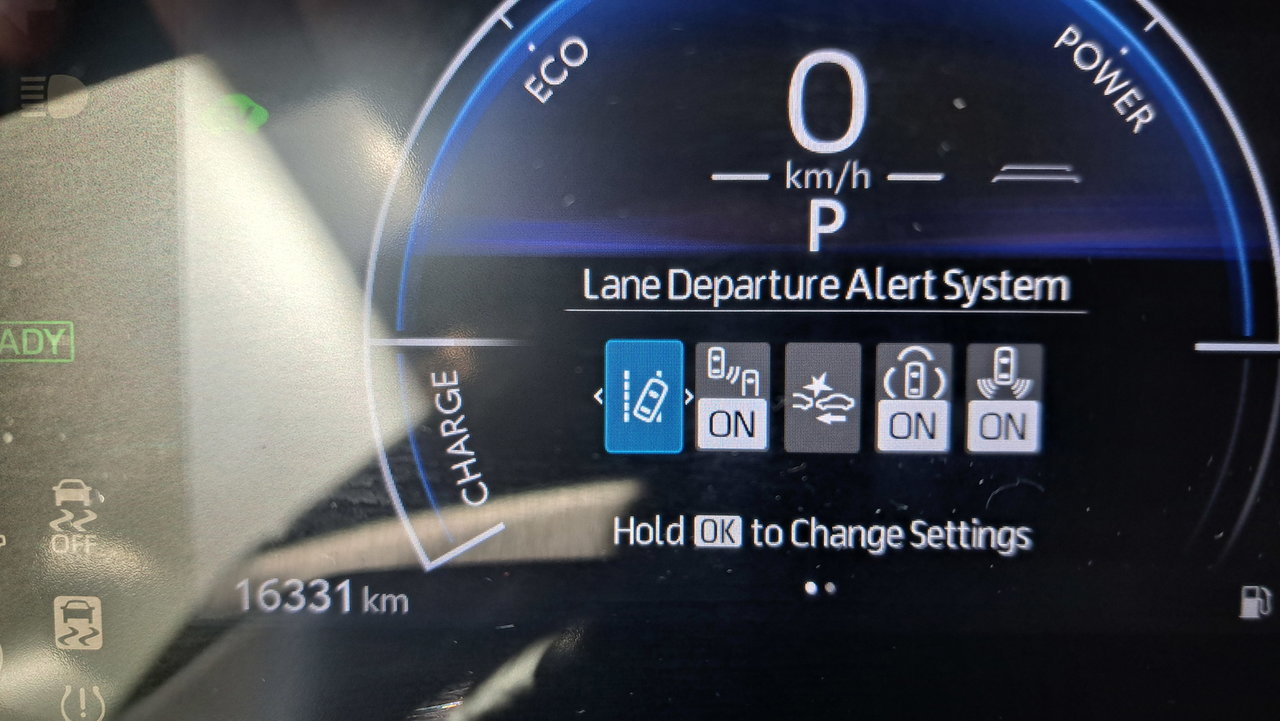 ECO
POWER
0
km/h
P
Lane Departure Alert System
ADY
ON
ON
ON
CHARGE
OFF
Hold OK to Change Settings
16331 km